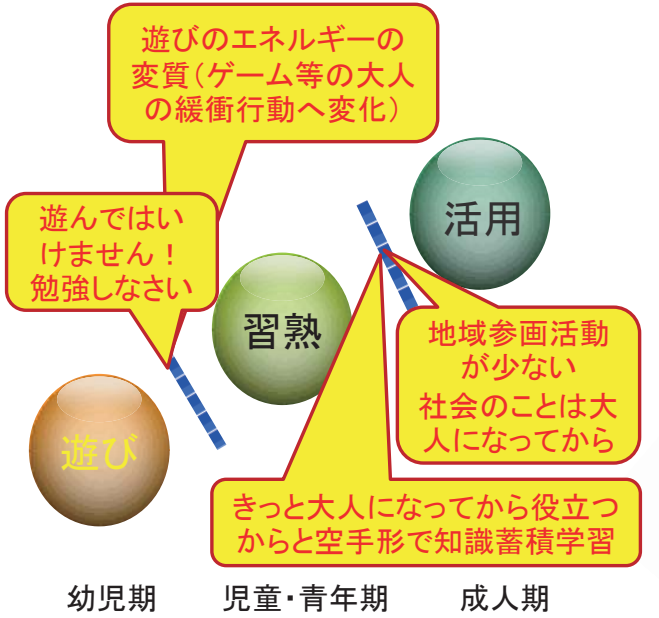 遊びのエネルギーの
変質(ゲーム等の大人
の緩衝行動へ変化)
遊んではい
けません！
勉強しなさい
活用
習熟
遊び
地域参画活動
が少ない
社会のことは大
人になってから
きっと大人になってから役立つ
からと空手形で知識蓄積学習
幼児期
児童・青年期
成人期